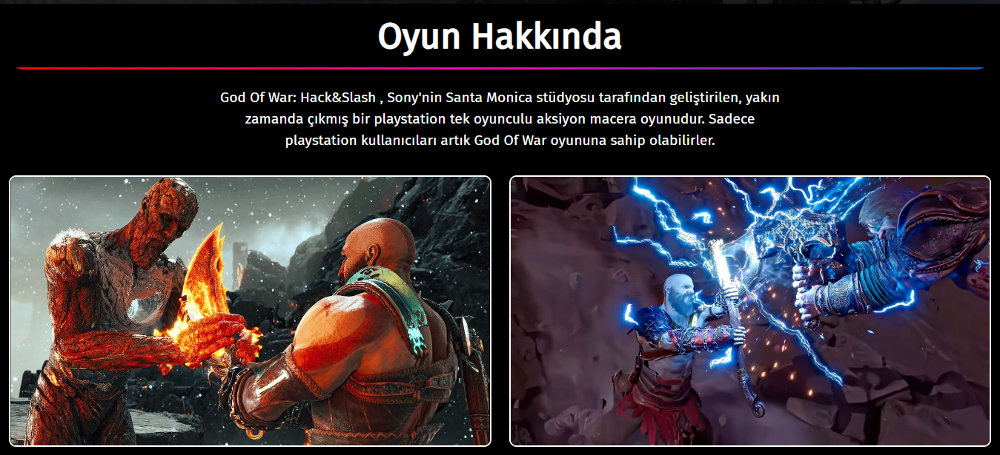 Oyun Hakkında
God Of War: Hack&Slash , Sony'nin Santa Monica stüdyosu tarafından geliştirilen, yakın
zamanda çıkmış bir playstation tek oyunculu aksiyon macera oyunudur. Sadece
playstation kullanıcıları artık God Of War oyununa sahip olabilirler.